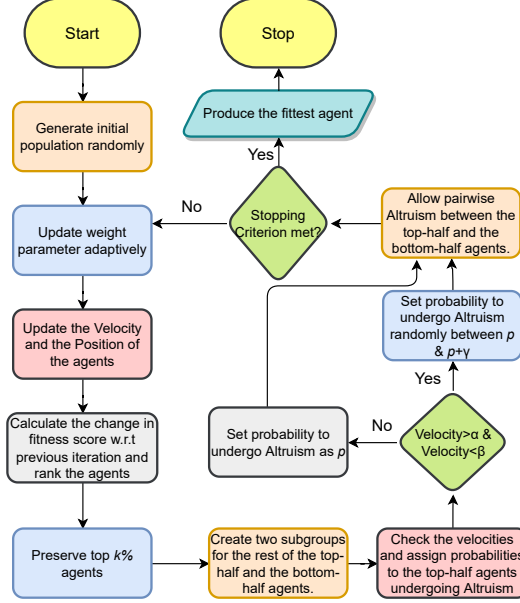 Start
Stop
Generate initial
population randomly
Produce the fittest agent
Yes
No
Stopping
Criterion met?
Update weight
parameter adaptively
Allow pairwise
Altruism between the
top-half and the
bottom-half agents.
Update the Velocity
and the Position of
the agents
Set probability to
undergo Altruism
randomly between p
& p+γ
Yes
Calculate the change in
fitness score w.r.t
previous iteration and
rank the agents
Set probability to
undergo Altruism as p
No
Velocity>α &
Velocity<β
Preserve top k%
agents
Create two subgroups
for the rest of the top-
half and the bottom-
half agents.
Check the velocities
and assign probabilities
to the top-half agents
undergoing Altruism